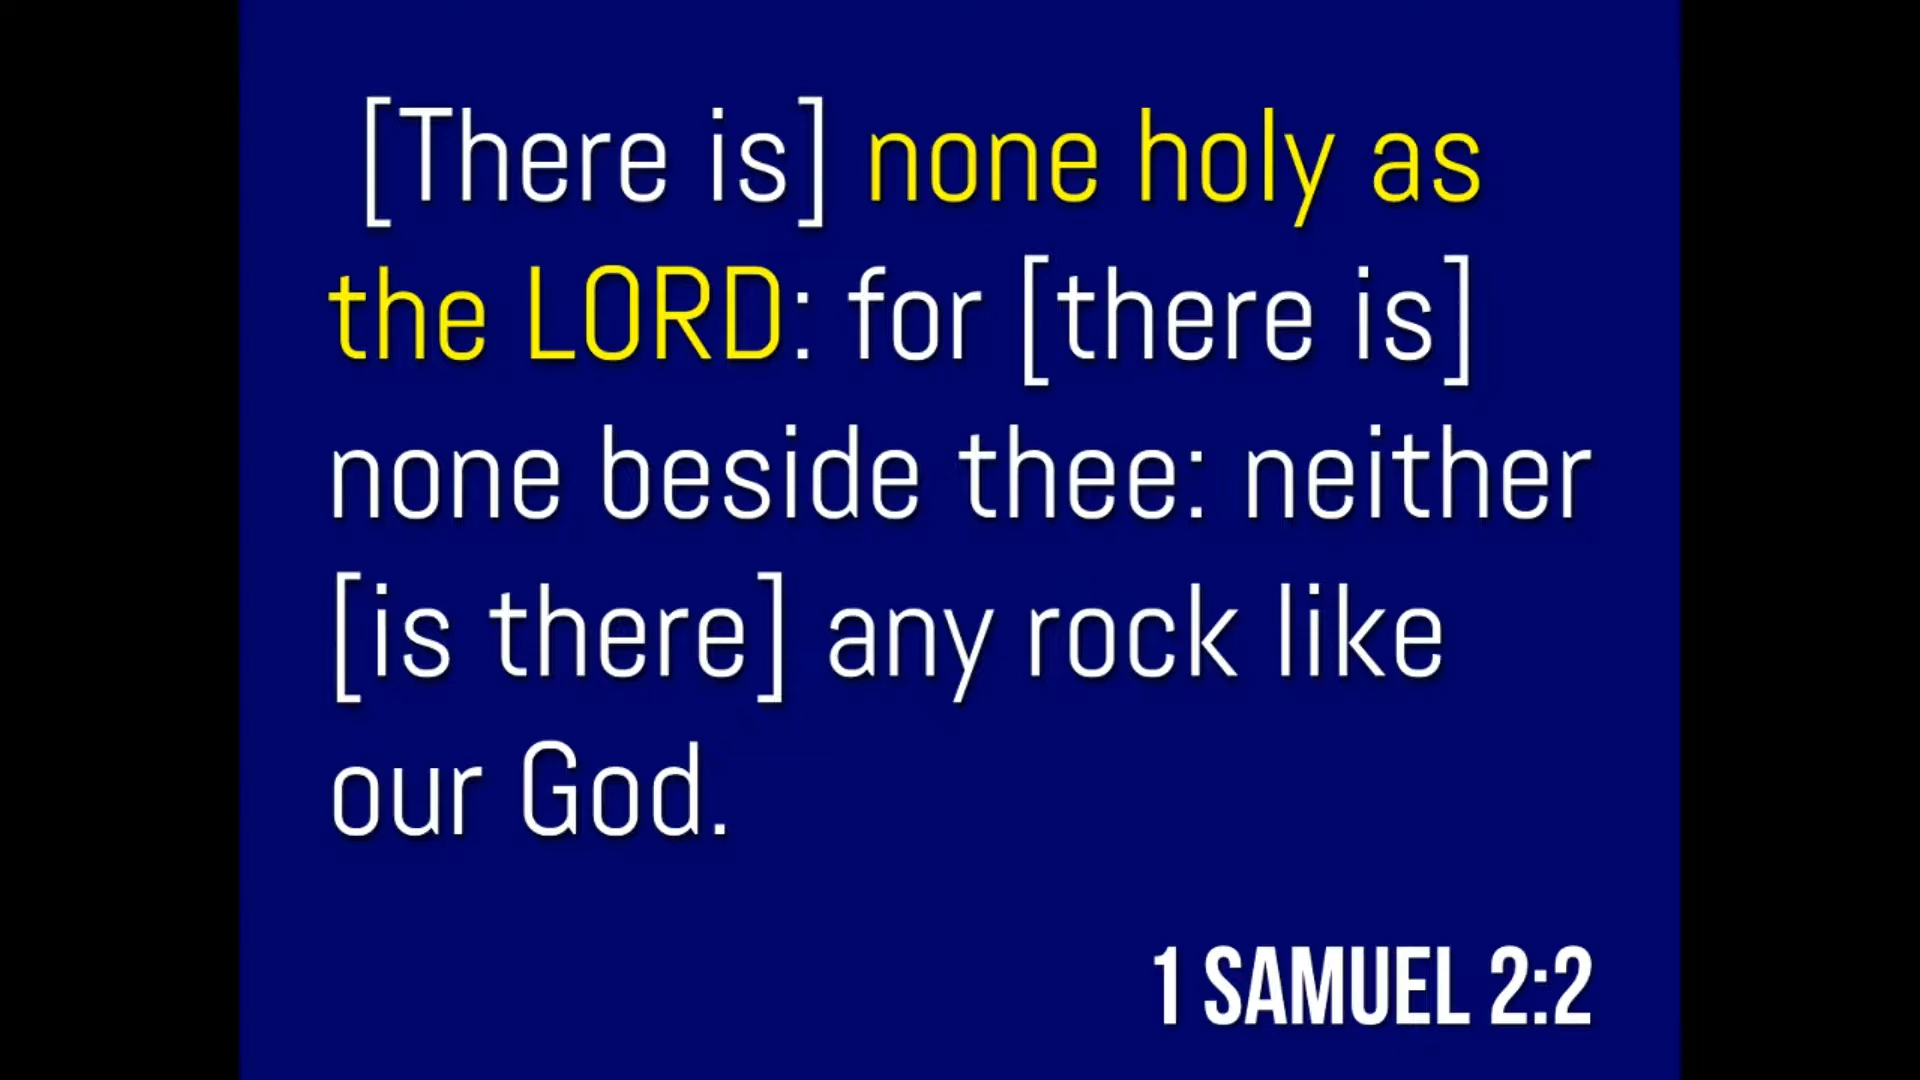 [There is] none holy as
the LORD: for [there is]
none beside thee: neither
[is there] any rock like
our God.
1 SAMUEL 2:2